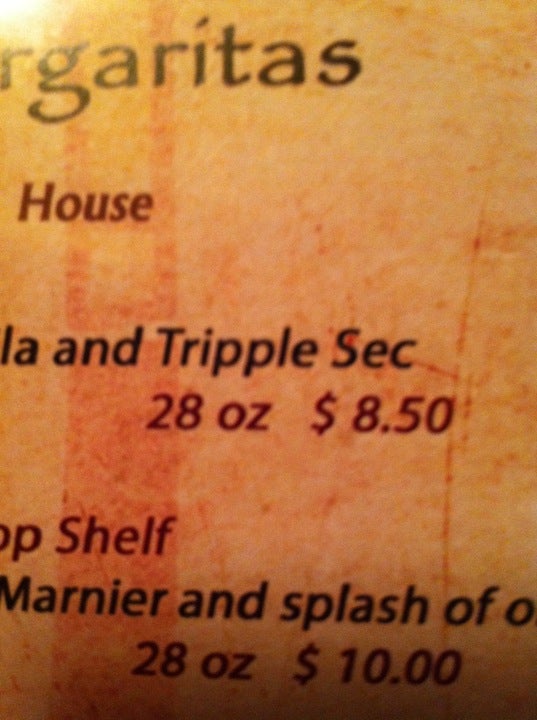 rgaritas
House
la and Tripple Sec
28 oz $ 8.50
op Shelf
Marnier and splash of o
28 oz $ 10.00